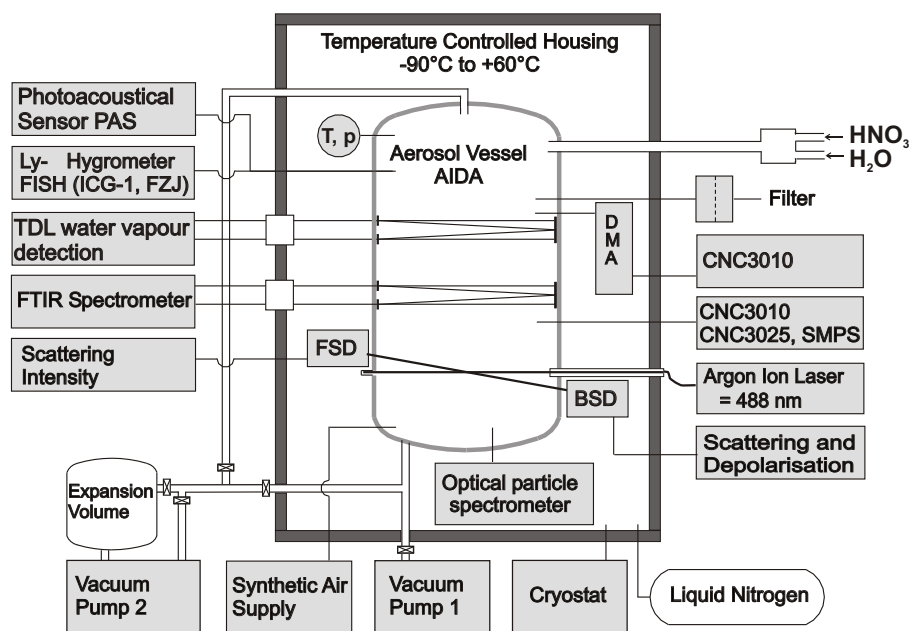 Temperature Controlled Housing
-90°C to +60°C
Photoacoustical
Sensor PAS
T, p
Aerosol Vessel
AIDA
HNO₃
H₂O
Ly- Hygrometer
FISH (ICG-1, FZJ)
Filter
TDL water vapour
detection
D
M
A
CNC3010
FTIR Spectrometer
CNC3010
CNC3025, SMPS
Scattering
Intensity
FSD
Argon Ion Laser
= 488 nm
BSD
Scattering and
Depolarisation
Expansion
Volume
Optical particle
spectrometer
Vacuum
Pump 2
Synthetic Air
Supply
Vacuum
Pump 1
Cryostat
Liquid Nitrogen